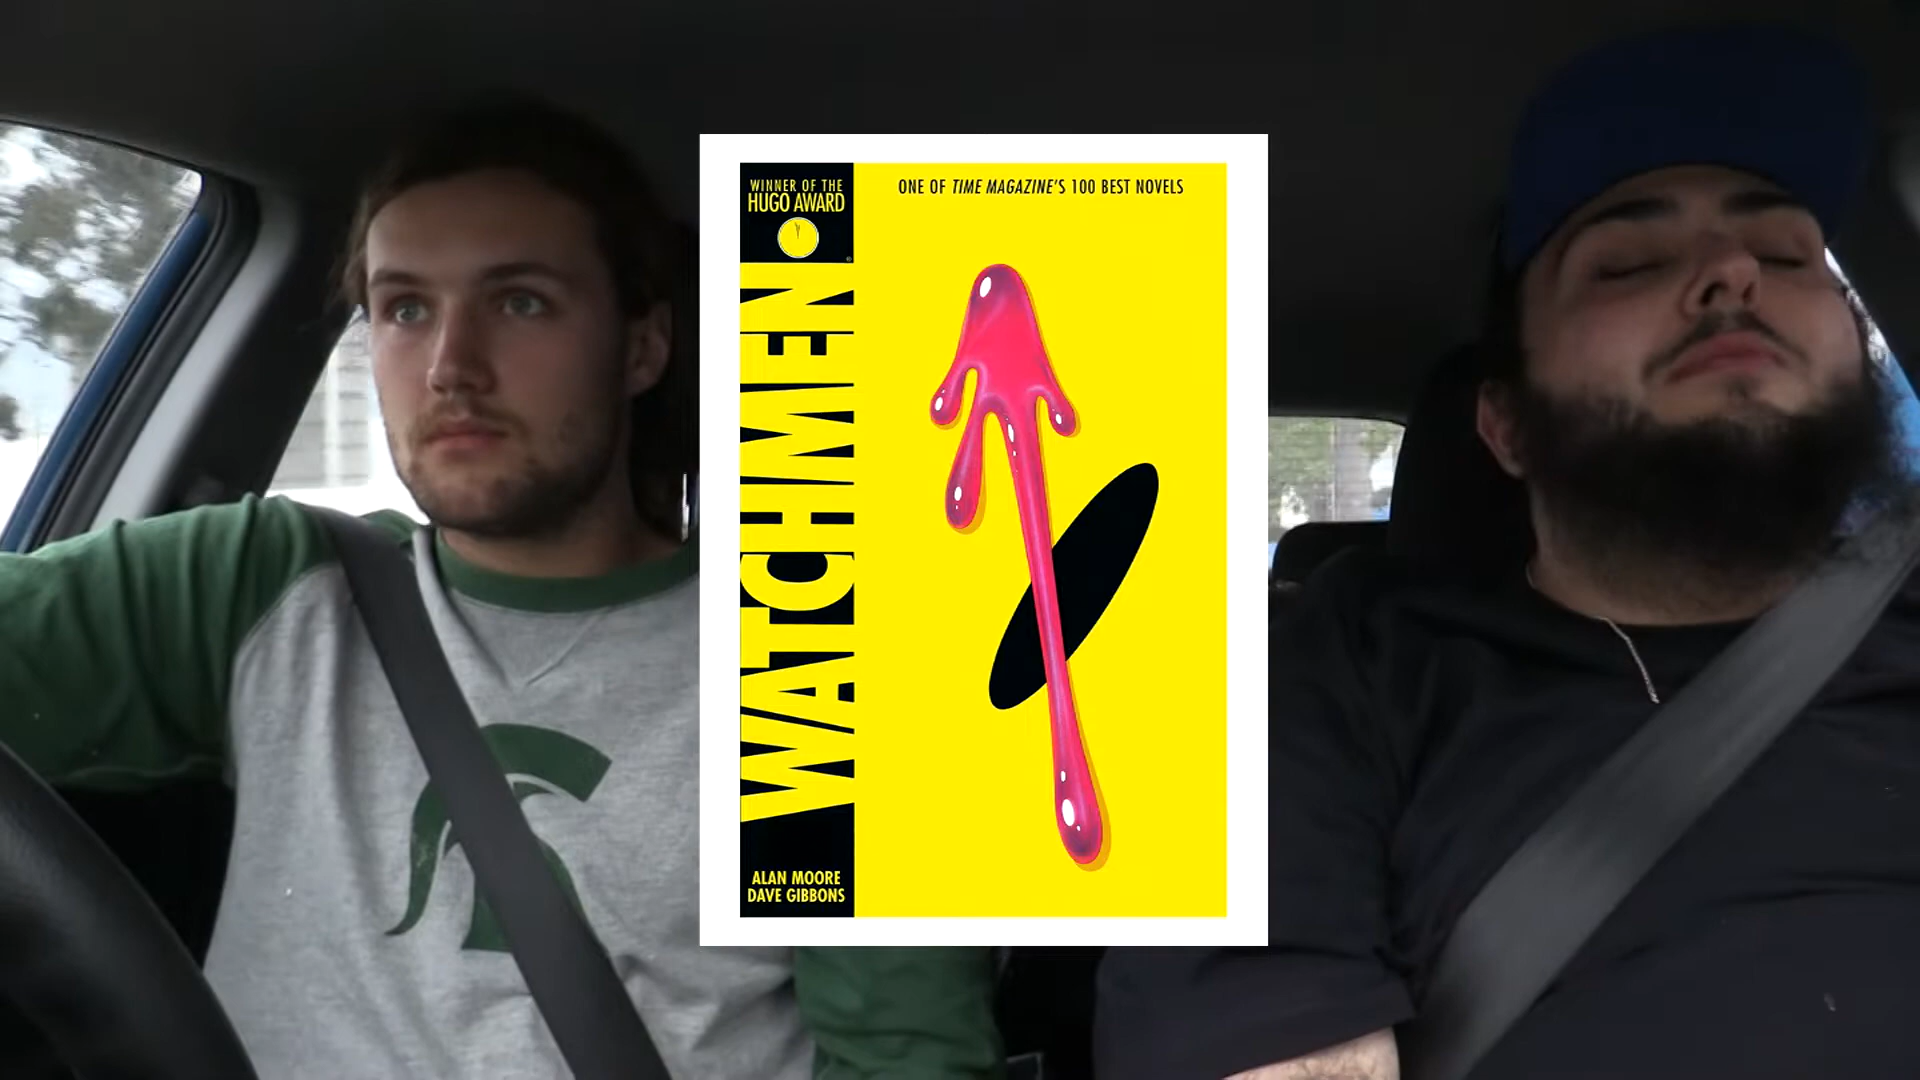 WINNER OF THE
HUGO AWARD
ONE OF TIME MAGAZINE'S 100 BEST NOVELS
WATCHMEN
ALAN MOORE
DAVE GIBBONS